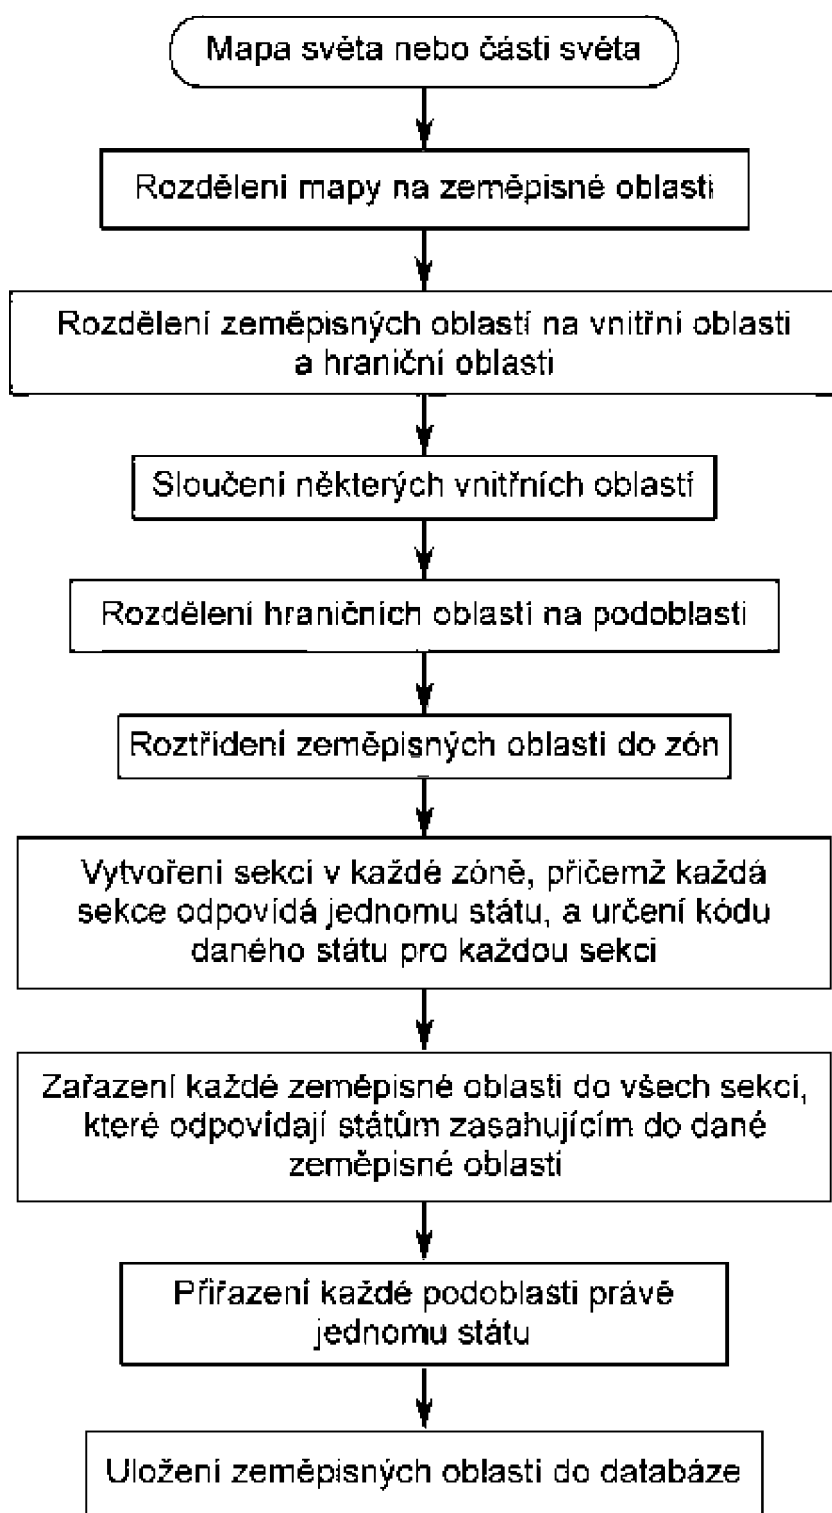 Mapa světa nebo části světa
Rozdělení mapy na zeměpisné oblasti
Rozdělení zeměpisných oblastí na vnitřní oblasti
a hraniční oblasti
Sloučení některých vnitřních oblastí
Rozdělení hraničních oblastí na podoblasti
Roztřídení zeměpisných oblasti do zón
Vytvoření sekcí v každé zóně, přičemž každá
sekce odpovídá jednomu státu, a určení kódu
daného státu pro každou sekci
Zařazení každé zeměpisné oblasti do všech sekcí,
které odpovídají státům zasahujícím do dané
zeměpisné oblasti
Přiřazení každé podoblasti právě
jednomu státu
Uložení zeměpisných oblasti do databáze